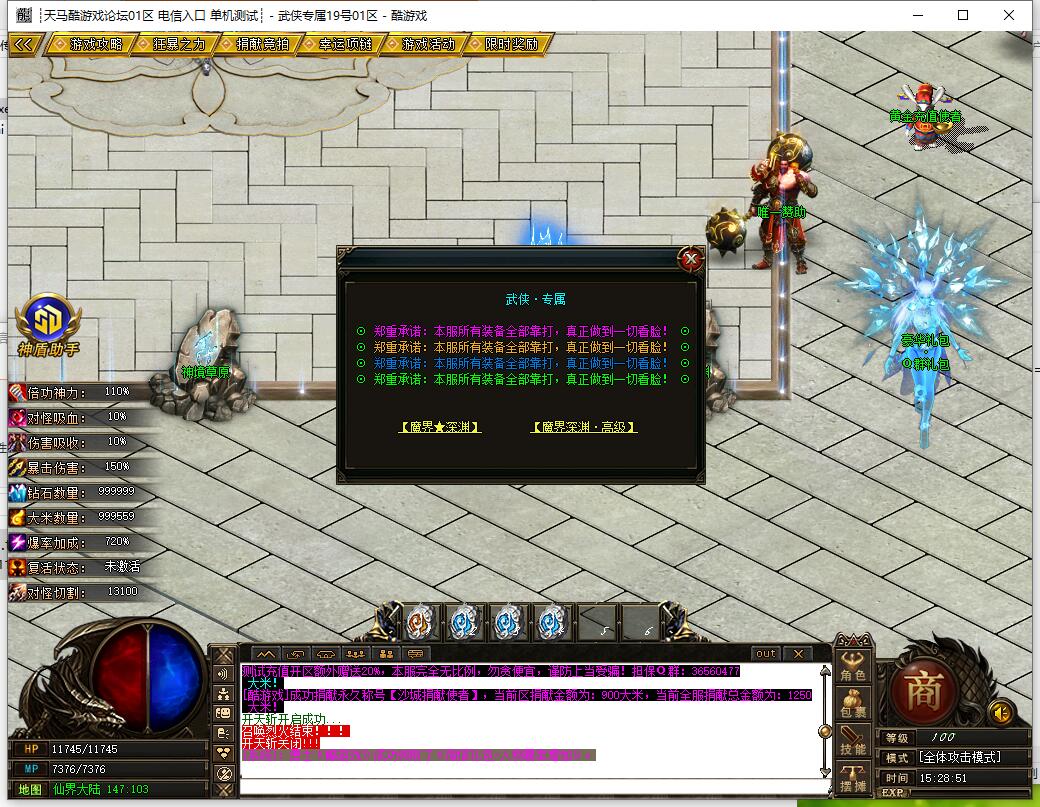 天马酷游戏论坛01区 电信入口 单机测试 - 武侠专属19号01区 - 酷游戏
游戏攻略 狂暴之力 捐献竞拍 幸运项链 游戏活动 限时奖励
黄金充值使者
唯一赞助
豪华礼包
Q群礼包
神盾助手
神填草原
武侠·专属
郑重承诺：本服所有装备全部靠打，真正做到一切看脸！
郑重承诺：本服所有装备全部靠打，真正做到一切看脸！
郑重承诺：本服所有装备全部靠打，真正做到一切看脸！
郑重承诺：本服所有装备全部靠打，真正做到一切看脸！
【魔界★深渊】 【魔界深渊·高级】
倍功神力： 110%
对怪吸血： 10%
伤害吸收： 10%
暴击伤害： 150%
钻石数量： 999999
大米数量： 999559
爆率加成： 720%
复活状态： 未激活
对怪切割： 13100
5 6
out
测试充值开区额外赠送20%，本服完全无比例，勿贪便宜，谨防上当受骗！担保Q群：36560477
大米！
[酷游戏]成功捐献永久称号【沙城捐献使者】，当前区捐献金额为：900大米，当前全服捐献总金额为：1250
大米！
开天斩开启成功...
召唤烈火结束!!!!!
开天斩关闭!!!
角色
包裹
技能
摆摊
商
HP 11745/11745
MP 7376/7376
地图 仙界大陆 147:103
等级 100
模式 [全体攻击模式]
时间 15:28:51
EXP